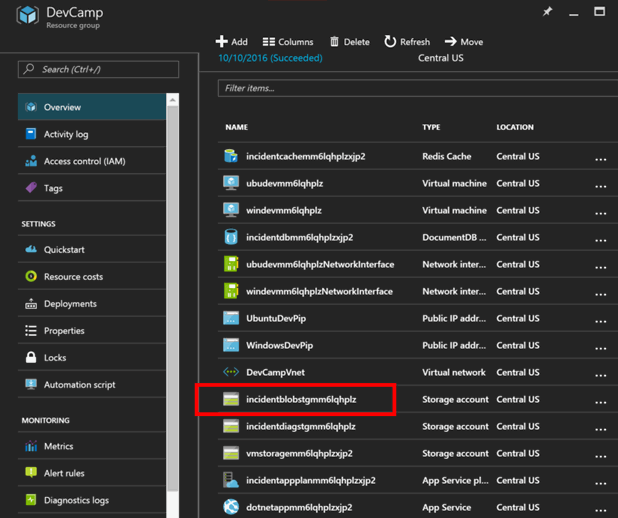 DevCamp
Resource group
Add Columns Delete Refresh Move
10/10/2016 (Succeeded) Central US
Search (Ctrl+/)
Filter items...
Overview
Activity log
Access control (IAM)
Tags
SETTINGS
Quickstart
Resource costs
Deployments
Properties
Locks
Automation script
MONITORING
Metrics
Alert rules
Diagnostics logs
NAME TYPE LOCATION
incidentcachemm6lqhplzxjp2 Redis Cache Central US ...
ubudevmm6lqhplz Virtual machine Central US ...
windevmm6lqhplz Virtual machine Central US ...
incidentdbmm6lqhplzxjp2 DocumentDB ... Central US ...
ubudevmm6lqhplzNetworkInterface Network inter... Central US ...
windevmm6lqhplzNetworkInterface Network inter... Central US ...
UbuntuDevPip Public IP addr... Central US ...
WindowsDevPip Public IP addr... Central US ...
DevCampVnet Virtual network Central US ...
incidentblobstgmm6lqhplz Storage account Central US ...
incidentdiagstgmm6lqhplz Storage account Central US ...
vmstoragemm6lqhplzxjp2 Storage account Central US ...
incidentappplanmm6lqhplzxjp2 App Service pl... Central US ...
dotnetappmm6lqhplzxjp2 App Service Central US ...